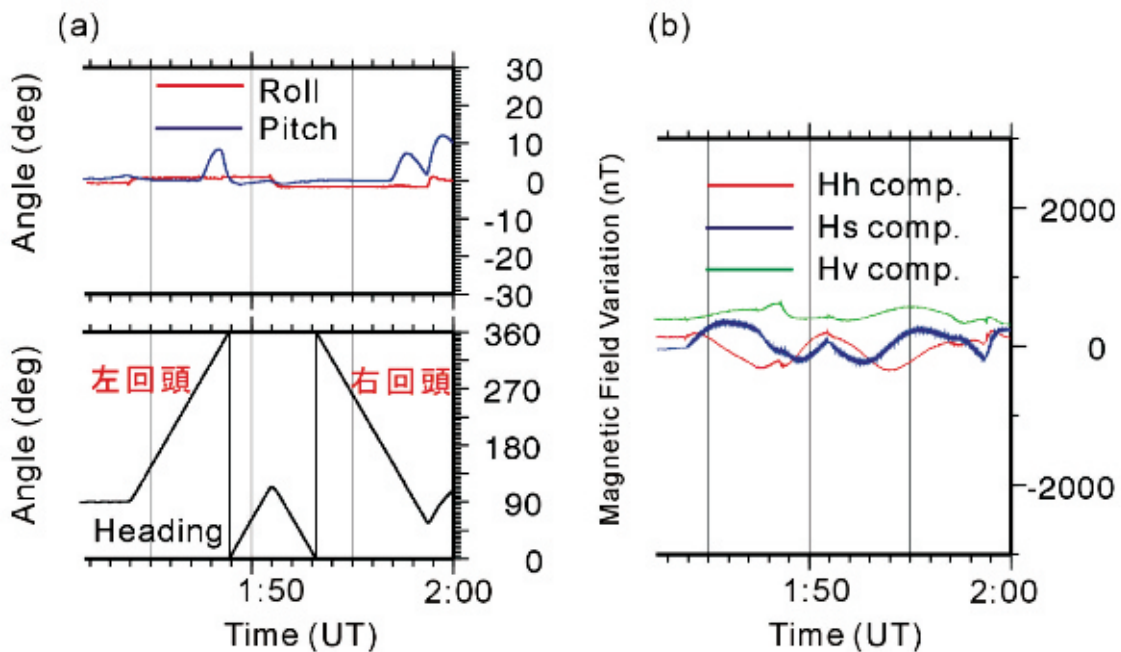 (a)
Angle (deg)
Roll
Pitch
30
20
10
0
-10
-20
-30
Angle (deg)
左回頭
右回頭
Heading
360
270
180
90
0
1:50
2:00
Time (UT)
(b)
Magnetic Field Variation (nT)
Hh comp.
Hs comp.
Hv comp.
2000
0
-2000
1:50
2:00
Time (UT)